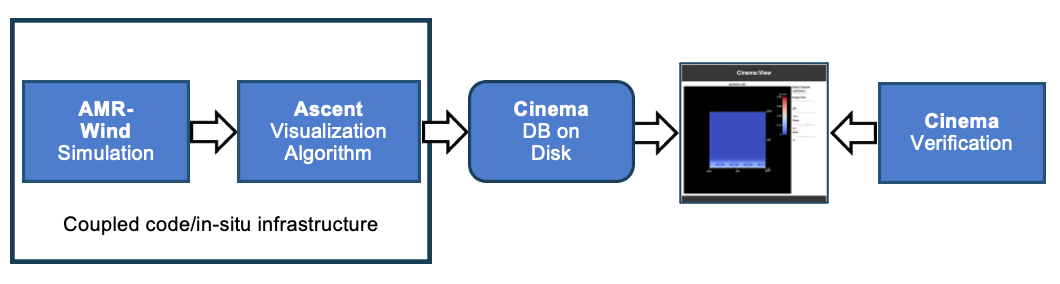 AMR-
Wind
Simulation
Ascent
Visualization
Algorithm
Coupled code/in-situ infrastructure
Cinema
DB on
Disk
Cinema:View
Cinema
Verification